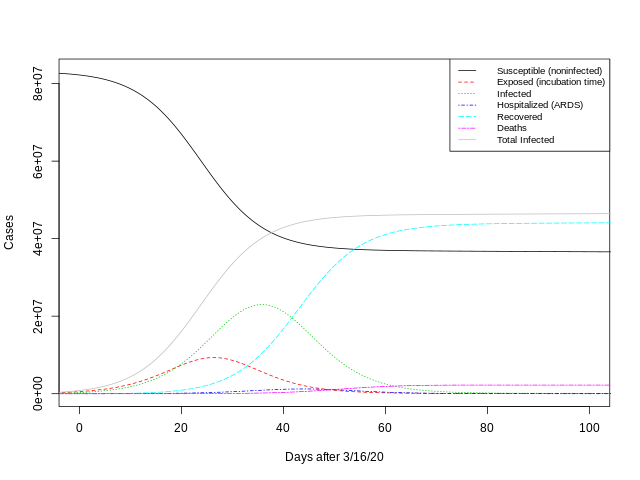 Susceptible (noninfected)
Exposed (incubation time)
Infected
Hospitalized (ARDS)
Recovered
Deaths
Total Infected
8e+07
6e+07
4e+07
2e+07
0e+00
Cases
0 20 40 60 80 100
Days after 3/16/20